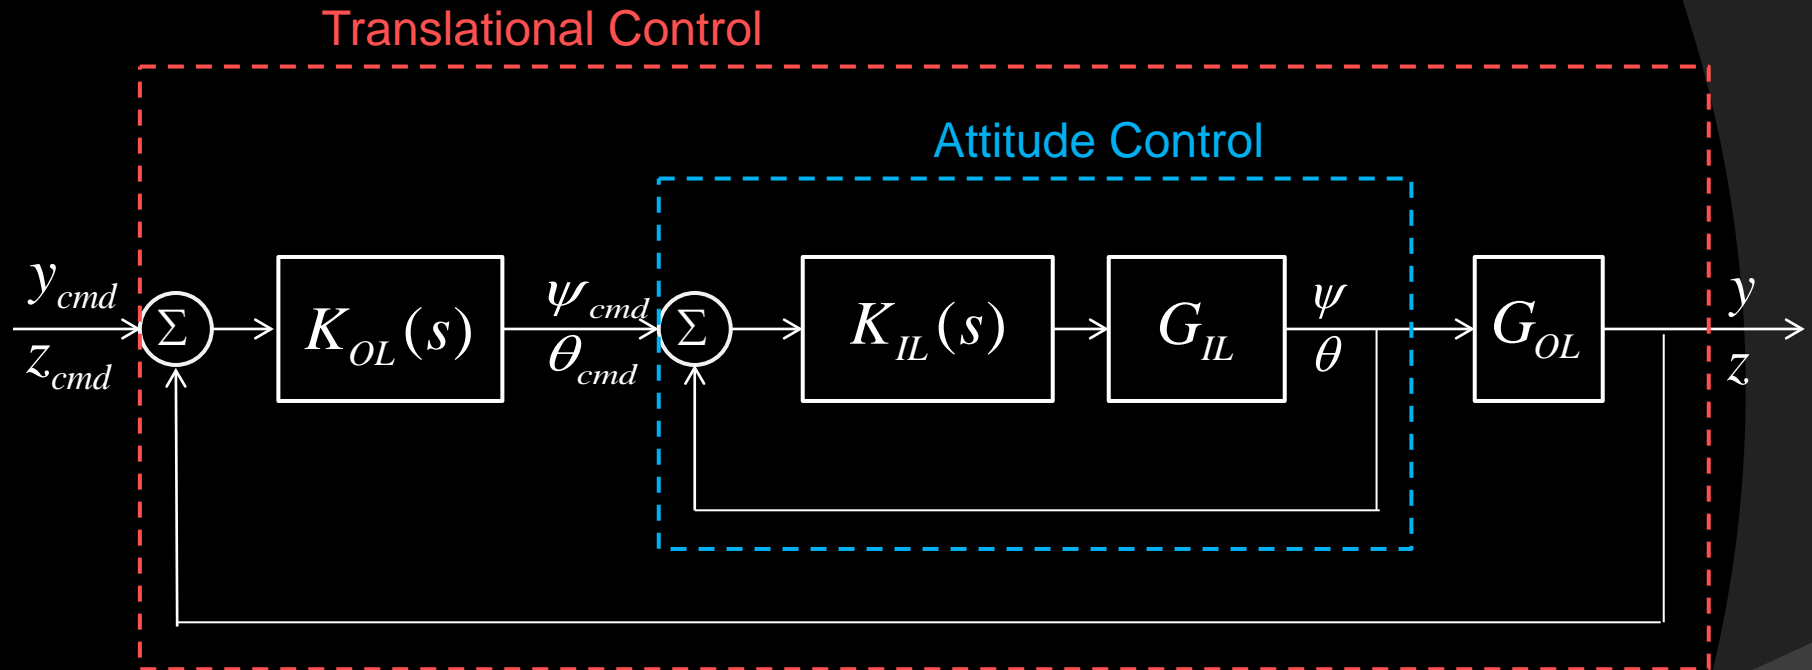 Translational Control
Attitude Control
y_cmd
z_cmd
Σ
K_OL(s)
ψ_cmd
θ_cmd
Σ
K_IL(s)
G_IL
ψ
θ
G_OL
y
z